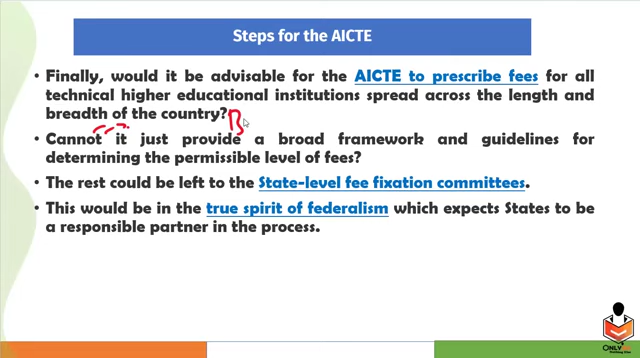 Steps for the AICTE
• Finally, would it be advisable for the AICTE to prescribe fees for all
technical higher educational institutions spread across the length and
breadth of the country?
• Cannot it just provide a broad framework and guidelines for
determining the permissible level of fees?
• The rest could be left to the State-level fee fixation committees.
• This would be in the true spirit of federalism which expects States to
be a responsible partner in the process.
ONLY